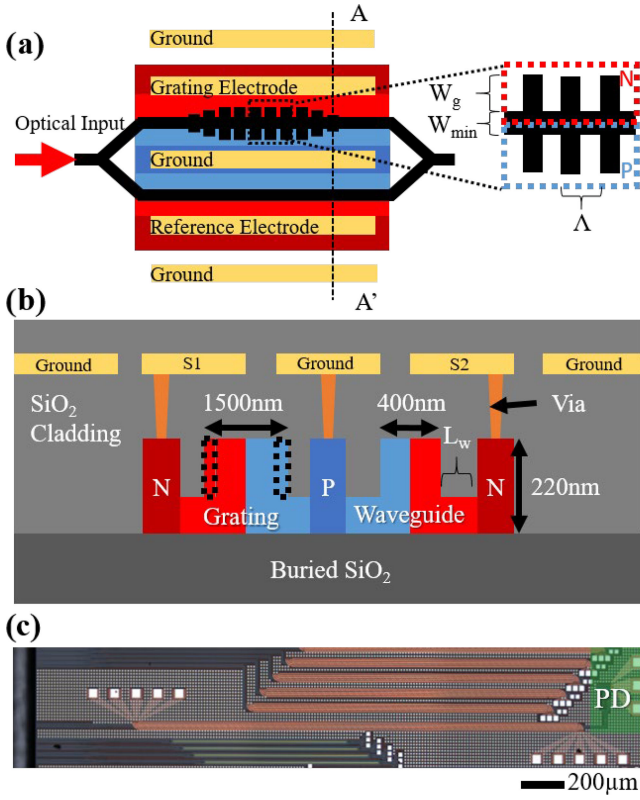 (a)
A
Ground
Grating Electrode
Optical Input
Ground
Reference Electrode
Ground
A'
Wg
Wmin
N
P
Λ
(b)
Ground
S1
Ground
S2
Ground
SiO2
Cladding
1500nm
400nm
Via
Lw
N
P
N
220nm
Grating
Waveguide
Buried SiO2
(c)
PD
200μm